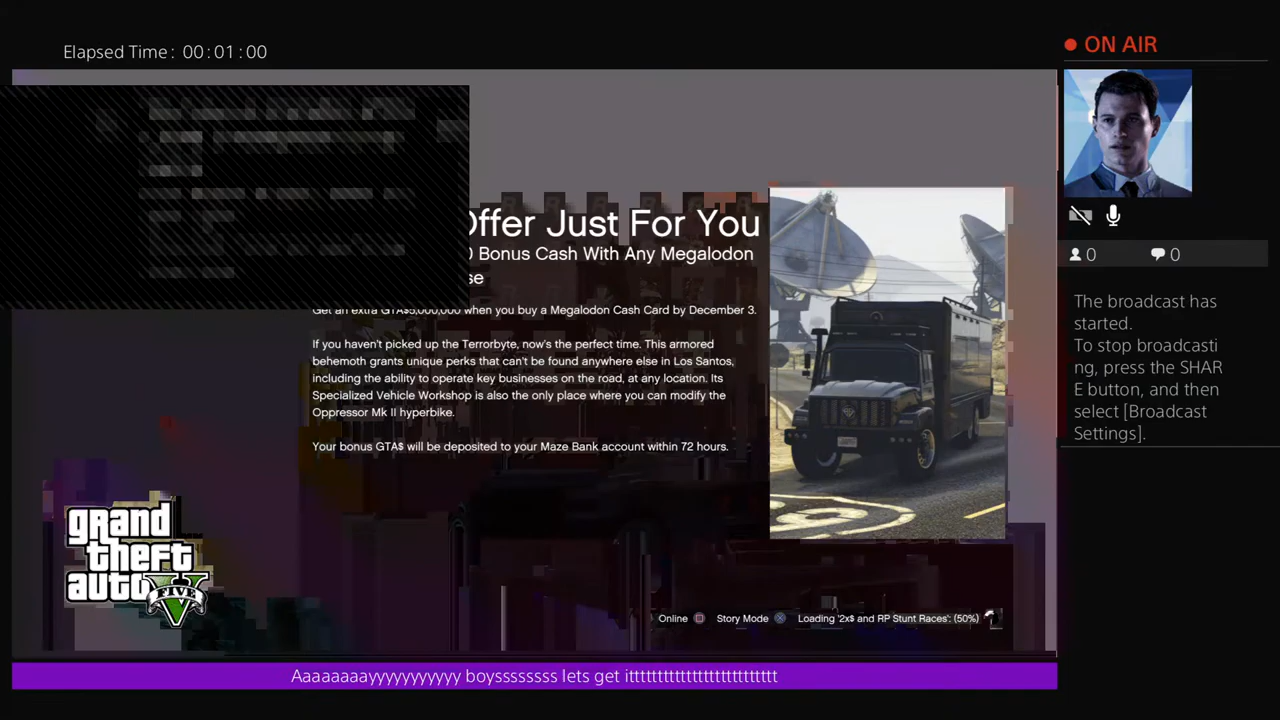 Elapsed Time: 00:01:00
ON AIR
Offer Just For You
0 Bonus Cash With Any Megalodon
se
Get an extra GTA$5,000,000 when you buy a Megalodon Cash Card by December 3.
If you haven't picked up the Terrorbyte, now's the perfect time. This armored
behemoth grants unique perks that can't be found anywhere else in Los Santos,
including the ability to operate key businesses on the road, at any location. Its
Specialized Vehicle Workshop is also the only place where you can modify the
Oppressor Mk II hyperbike.
Your bonus GTA$ will be deposited to your Maze Bank account within 72 hours.
0 0
The broadcast has
started.
To stop broadcasti
ng, press the SHAR
E button, and then
select [Broadcast
Settings].
grand
theft
auto V
FIVE
Online Story Mode Loading '2x$ and RP Stunt Races': (50%)
Aaaaaaaayyyyyyyyyyy boysssssssss lets get ittttttttttttttttttttttttttt